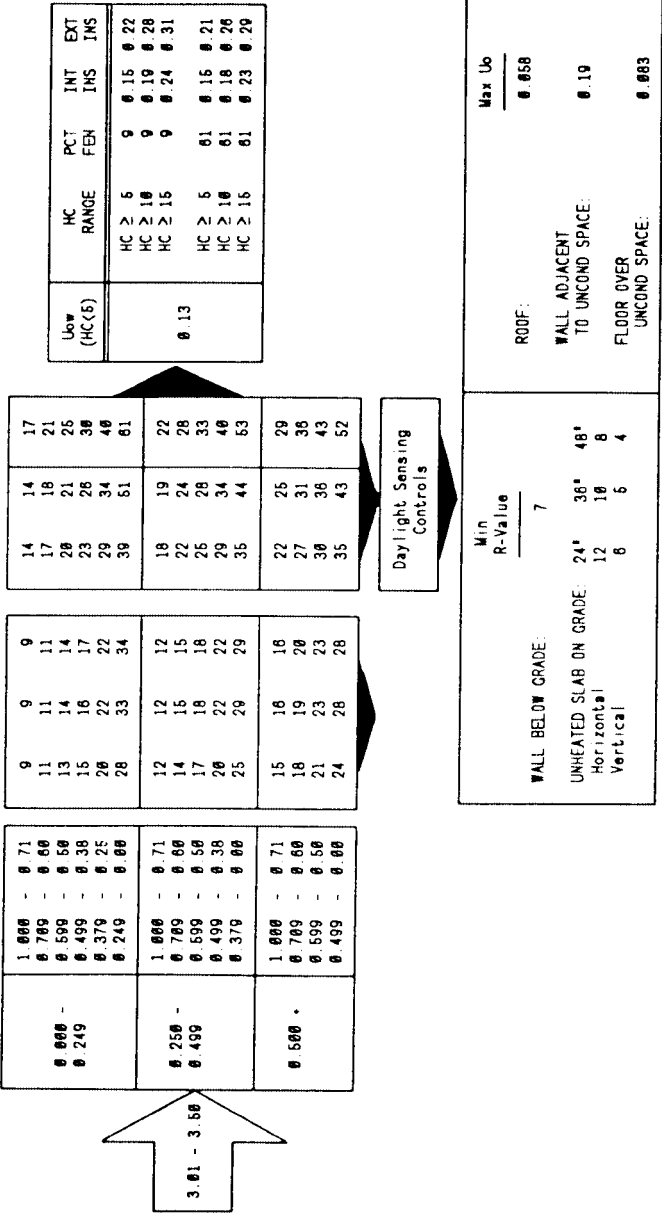 3.01 - 3.50
0.000 -
0.249
1.000 - 0.71 9 9 9 14 14 17
0.709 - 0.60 11 11 11 17 18 21
0.599 - 0.50 13 14 14 20 21 25
0.499 - 0.38 15 16 17 23 26 30
0.379 - 0.25 20 22 22 29 34 40
0.249 - 0.00 28 33 34 39 51 61
0.250 -
0.499
1.000 - 0.71 12 12 12 18 19 22
0.709 - 0.60 14 15 15 22 24 28
0.599 - 0.50 17 18 18 25 28 33
0.499 - 0.38 20 22 22 29 34 40
0.379 - 0.00 25 29 29 35 44 53
0.500 +
1.000 - 0.71 15 16 16 22 25 29
0.709 - 0.60 18 19 20 27 31 36
0.599 - 0.50 21 23 23 30 36 43
0.499 - 0.00 24 28 28 35 43 52
Uow HC PCT INT EXT
(HC<5) RANGE FEN INS INS
0.13
HC ≥ 5 9 0.15 0.22
HC ≥ 10 9 0.19 0.28
HC ≥ 15 9 0.24 0.31
HC ≥ 5 61 0.15 0.21
HC ≥ 10 61 0.18 0.26
HC ≥ 15 61 0.23 0.29
Daylight Sensing
Controls
Min
R-Value
WALL BELOW GRADE: 7
UNHEATED SLAB ON GRADE: 24" 36" 48"
Horizontal 12 10 8
Vertical 6 5 4
Max Uo
ROOF: 0.058
WALL ADJACENT
TO UNCOND SPACE: 0.19
FLOOR OVER
UNCOND SPACE: 0.083